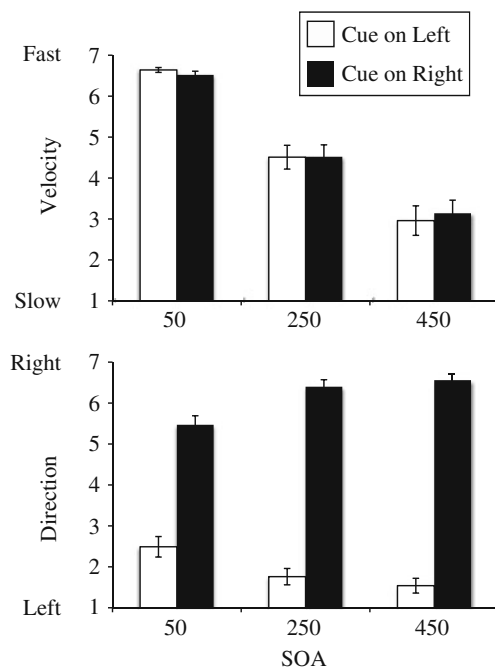 Cue on Left
Cue on Right
Fast
7
6
5
4
3
2
Slow 1
Velocity
50 250 450
Right
7
6
5
4
3
2
Left 1
Direction
50 250 450
SOA